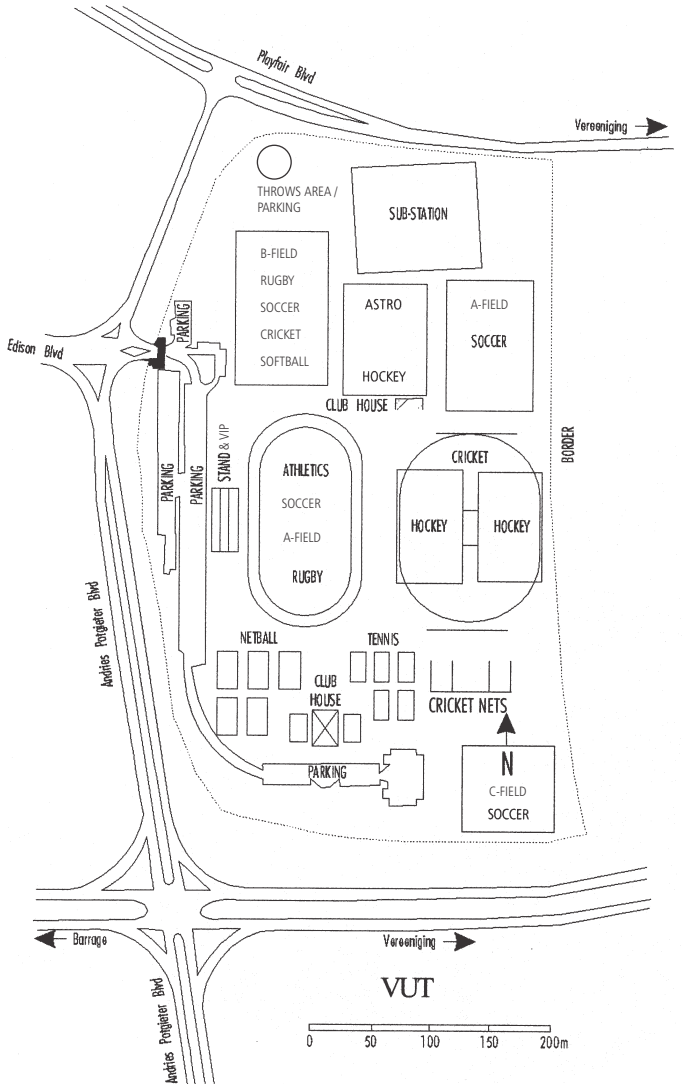 Playfair Blvd
Vereeniging
THROWS AREA /
PARKING
SUB-STATION
B-FIELD
RUGBY
SOCCER
CRICKET
SOFTBALL
ASTRO
HOCKEY
A-FIELD
SOCCER
PARKING
Edison Blvd
CLUB HOUSE
BORDER
STAND & VIP
PARKING
PARKING
ATHLETICS
SOCCER
A-FIELD
RUGBY
CRICKET
HOCKEY
HOCKEY
Andries Potgieter Blvd
NETBALL
TENNIS
CLUB
HOUSE
CRICKET NETS
PARKING
N
C-FIELD
SOCCER
Barrage
Vereeniging
Andries Potgieter Blvd
VUT
0 50 100 150 200m